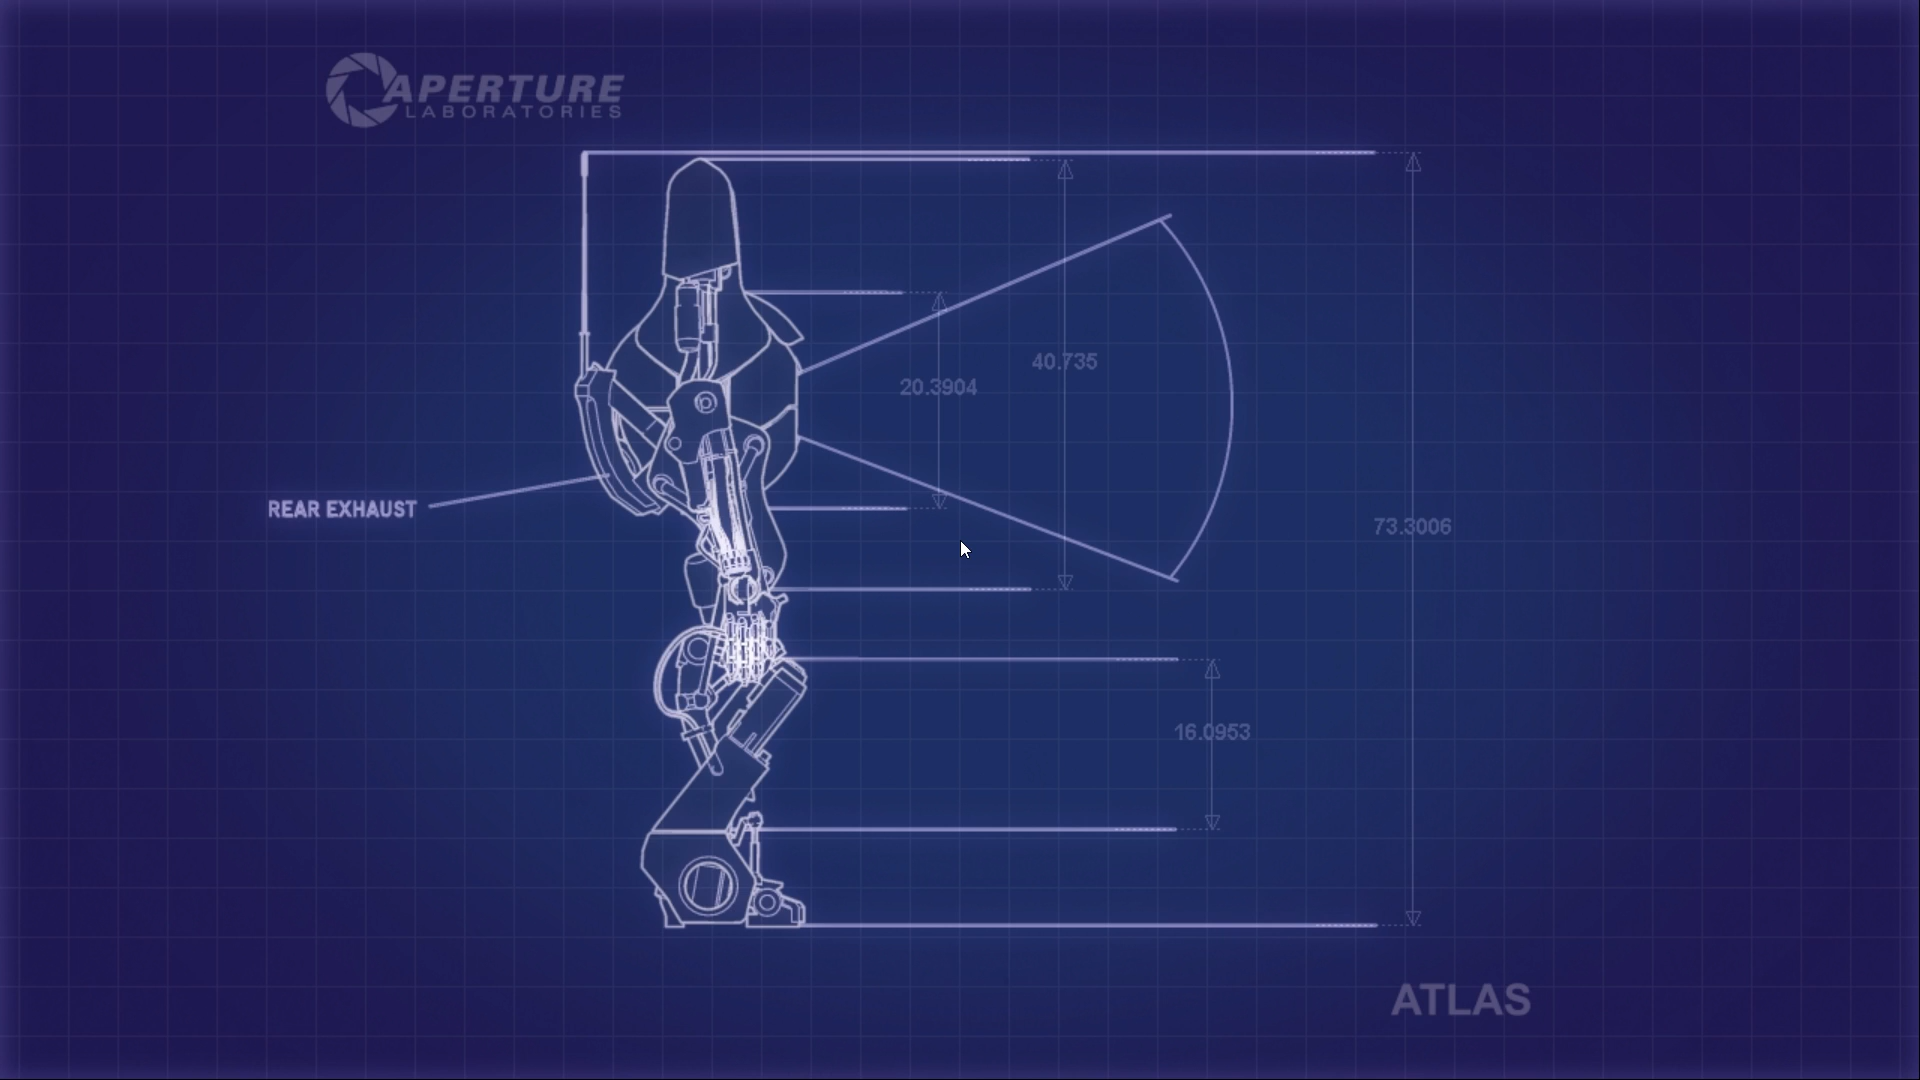 APERTURE
LABORATORIES
40.735
20.3904
REAR EXHAUST
73.3006
16.0953
ATLAS